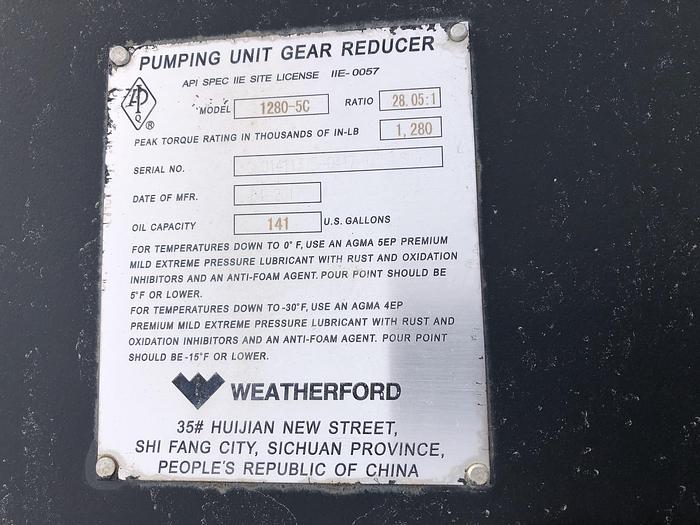 PUMPING UNIT GEAR REDUCER
API SPEC IIE SITE LICENSE IIE-0057
API
Q ®
MODEL 1280-5C RATIO 28.05:1
PEAK TORQUE RATING IN THOUSANDS OF IN-LB 1,280
SERIAL NO.
DATE OF MFR.
OIL CAPACITY 141 U.S. GALLONS
FOR TEMPERATURES DOWN TO 0°F, USE AN AGMA 5EP PREMIUM
MILD EXTREME PRESSURE LUBRICANT WITH RUST AND OXIDATION
INHIBITORS AND AN ANTI-FOAM AGENT. POUR POINT SHOULD BE
5°F OR LOWER.
FOR TEMPERATURES DOWN TO -30°F, USE AN AGMA 4EP
PREMIUM MILD EXTREME PRESSURE LUBRICANT WITH RUST AND
OXIDATION INHIBITORS AND AN ANTI-FOAM AGENT. POUR POINT
SHOULD BE -15°F OR LOWER.
WEATHERFORD
35# HUIJIAN NEW STREET,
SHI FANG CITY, SICHUAN PROVINCE,
PEOPLE'S REPUBLIC OF CHINA